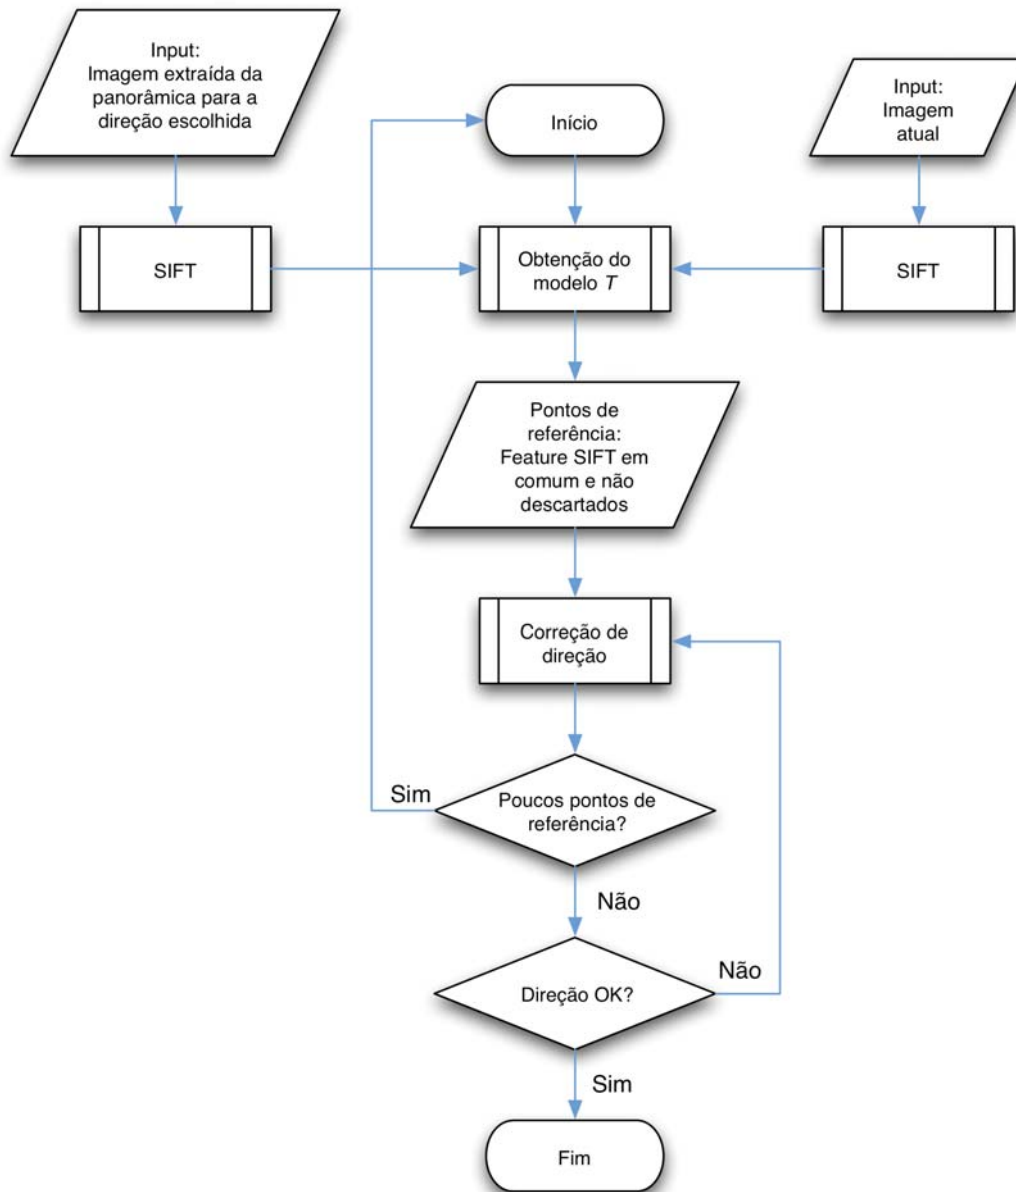 Input:
Imagem extraída da
panorâmica para a
direção escolhida
Início
Input:
Imagem
atual
SIFT
Obtenção do
modelo T
SIFT
Pontos de
referência:
Feature SIFT em
comum e não
descartados
Correção de
direção
Sim
Poucos pontos de
referência?
Não
Direção OK?
Não
Sim
Fim